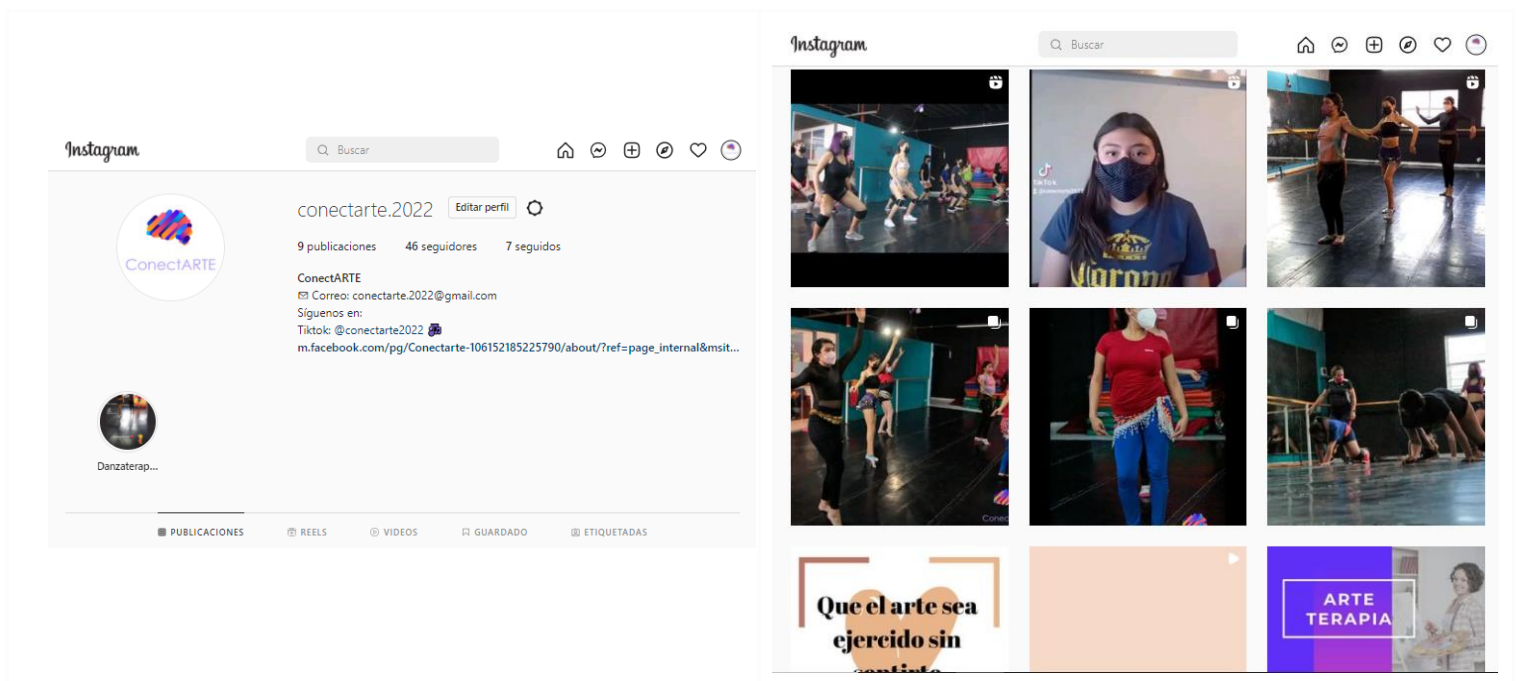 Instagram
Buscar
conectarte.2022 Editar perfil
ConectARTE
9 publicaciones 46 seguidores 7 seguidos
ConectARTE
Correo: conectarte.2022@gmail.com
Síguenos en:
Tiktok: @conectarte2022
m.facebook.com/pg/Conectarte-106152185225790/about/?ref=page_internal&msit...
Danzaterap...
PUBLICACIONES REELS VIDEOS GUARDADO ETIQUETADAS
Instagram
Buscar
TikTok
Corona
Que el arte sea
ejercido sin
ARTE
TERAPIA